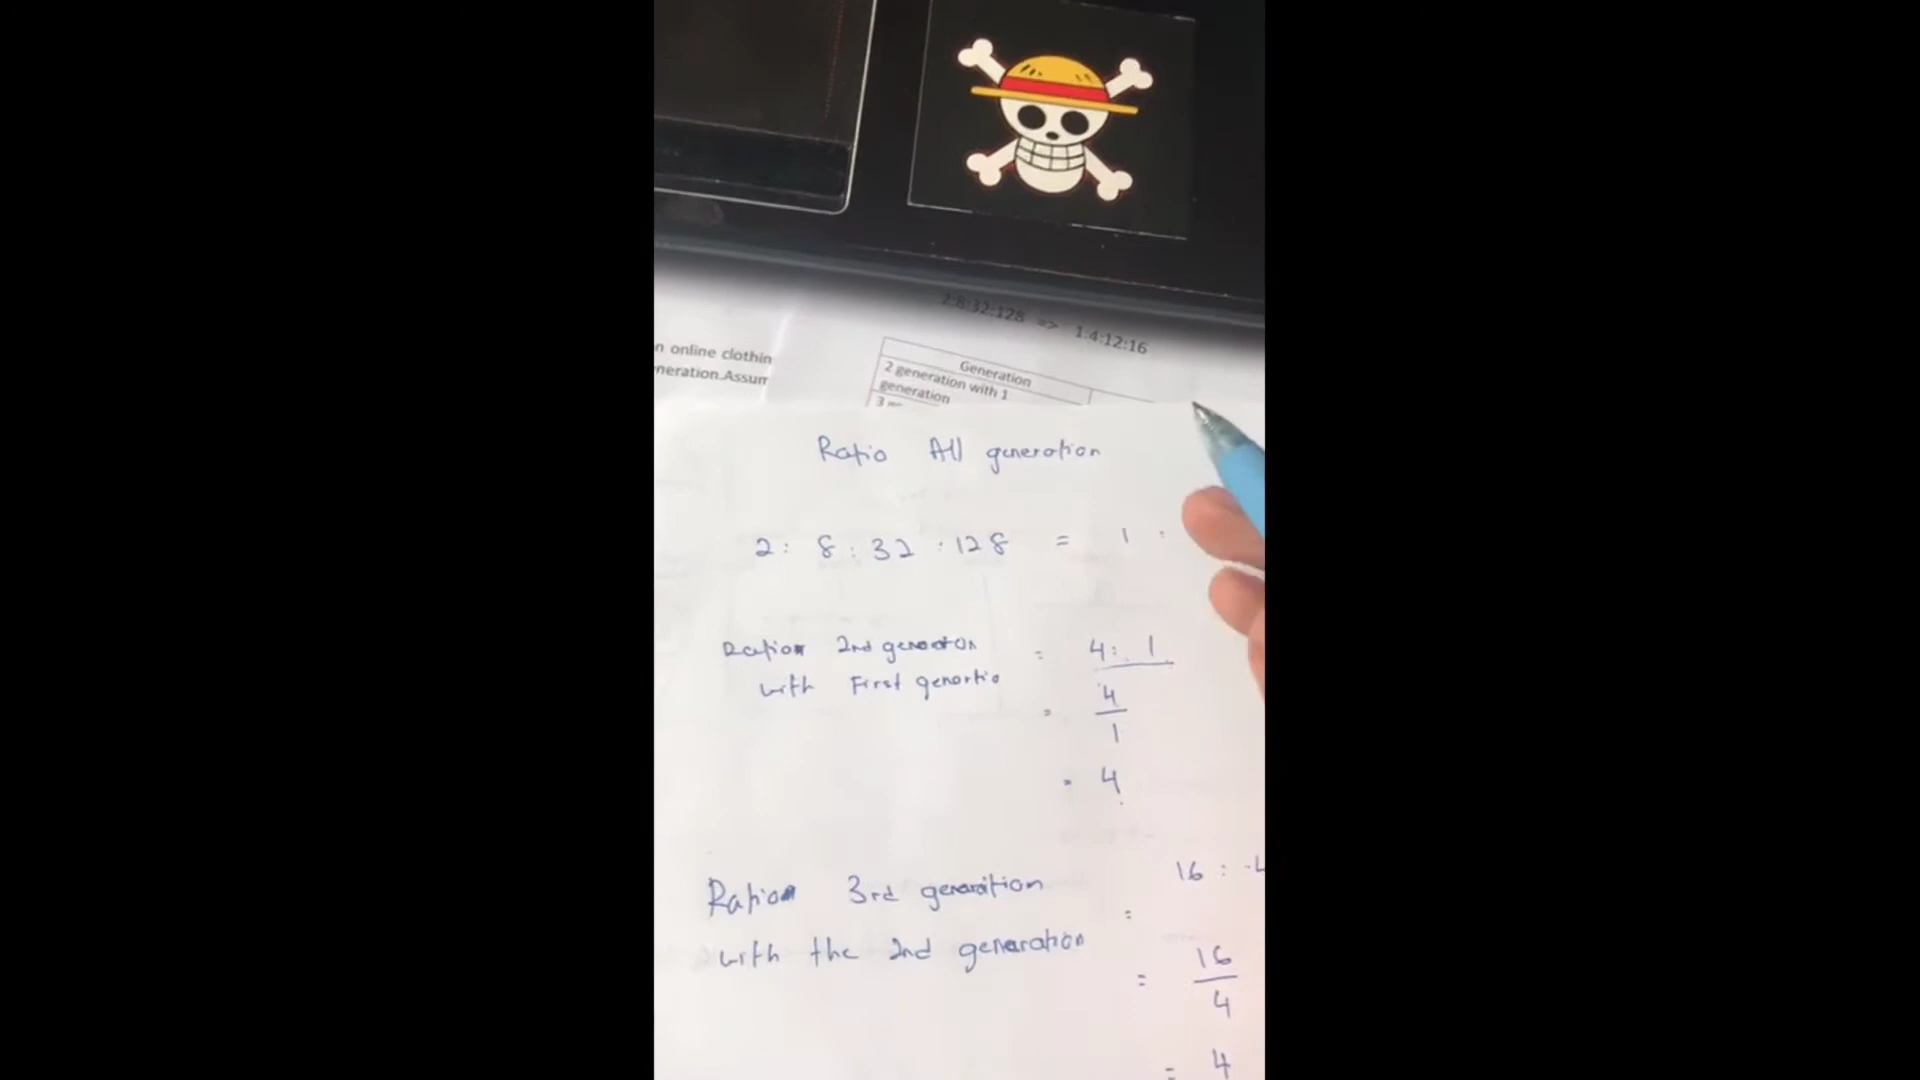 2:8:32:128 => 1:4:12:16
n online clothin
neration.Assum
Generation
2 generation with 1
generation
3
Ratio All generation
2 : 8 : 32 : 128 = 1 :
Ratio 2nd generation = 4 : 1
with First genortio
= 4
1
= 4
Ratio 3rd generation = 16 : 4
with the 2nd generation
= 16
4
= 4